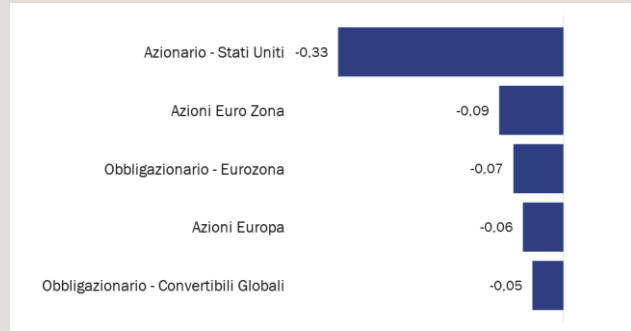 Azionario - Stati Uniti -0,33
Azioni Euro Zona -0,09
Obbligazionario - Eurozona -0,07
Azioni Europa -0,06
Obbligazionario - Convertibili Globali -0,05